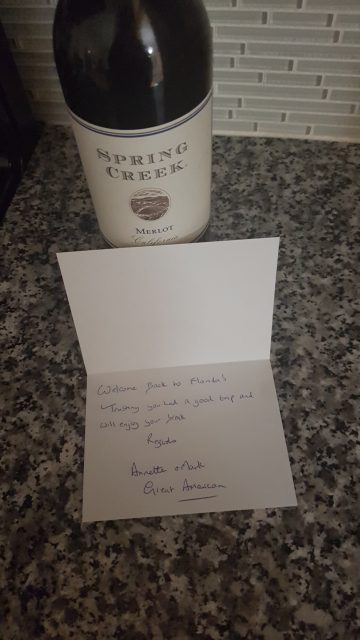 SPRING
CREEK
MERLOT
California
Welcome Back to Florida!
Trusting you had a good trip and
will enjoy your break
Regards
Annette + Mark
Great American